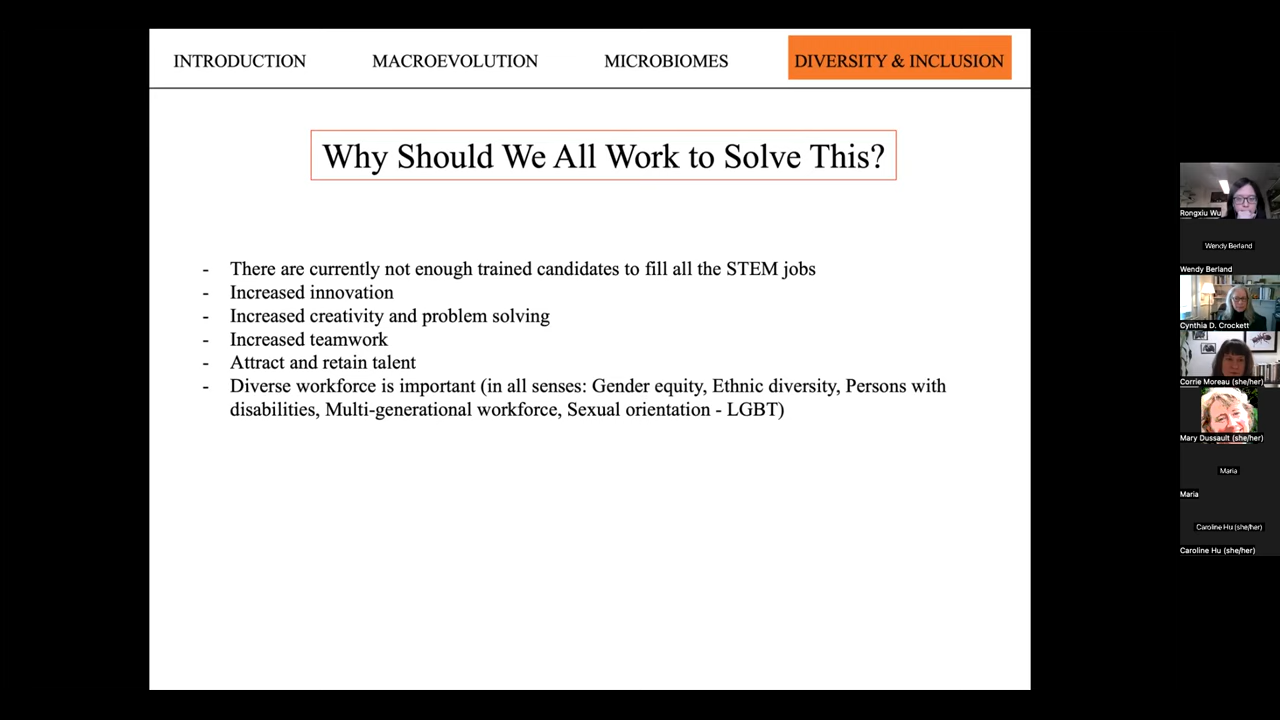 INTRODUCTION MACROEVOLUTION MICROBIOMES DIVERSITY & INCLUSION
Why Should We All Work to Solve This?
- There are currently not enough trained candidates to fill all the STEM jobs
- Increased innovation
- Increased creativity and problem solving
- Increased teamwork
- Attract and retain talent
- Diverse workforce is important (in all senses: Gender equity, Ethnic diversity, Persons with
disabilities, Multi-generational workforce, Sexual orientation - LGBT)
Rongxiu Wu
Wendy Berland
Wendy Berland
Cynthia D. Crockett
Corrie Moreau (she/her)
Mary Dussault (she/her)
Maria
Maria
Caroline Hu (she/her)
Caroline Hu (she/her)